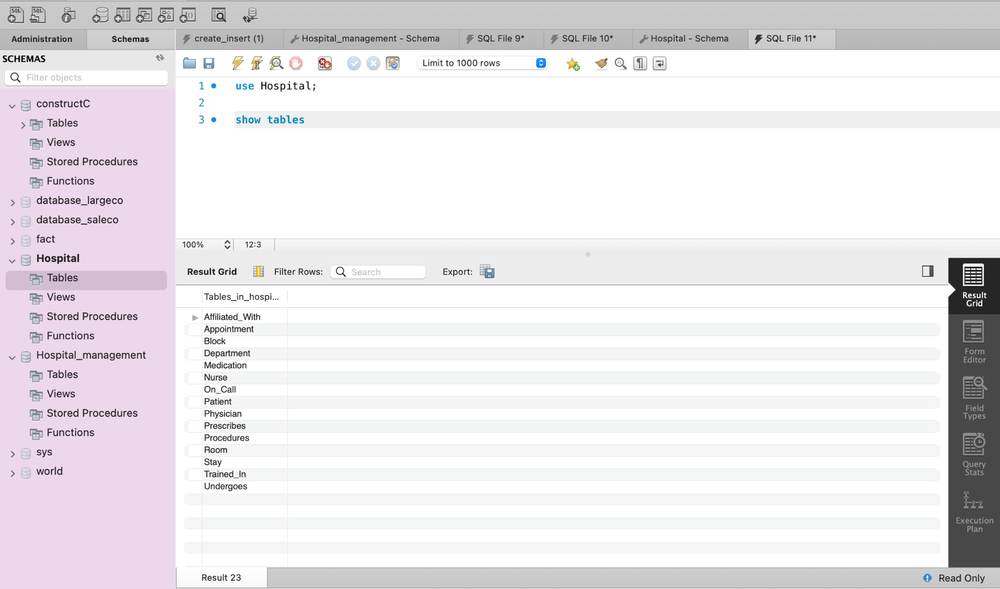 SQL SQL
Administration Schemas
create_insert (1) Hospital_management - Schema SQL File 9* SQL File 10* Hospital - Schema SQL File 11*
SCHEMAS
Filter objects
Limit to 1000 rows
constructC
Tables
Views
Stored Procedures
Functions
database_largeco
database_saleco
fact
Hospital
Tables
Views
Stored Procedures
Functions
Hospital_management
Tables
Views
Stored Procedures
Functions
sys
world
1 use Hospital;
2
3 show tables
100% 12:3
Result Grid Filter Rows: Search Export:
Tables_in_hospi...
Affiliated_With
Appointment
Block
Department
Medication
Nurse
On_Call
Patient
Physician
Prescribes
Procedures
Room
Stay
Trained_In
Undergoes
Result
Grid
Form
Editor
Field
Types
Query
Stats
Execution
Plan
Result 23
Read Only